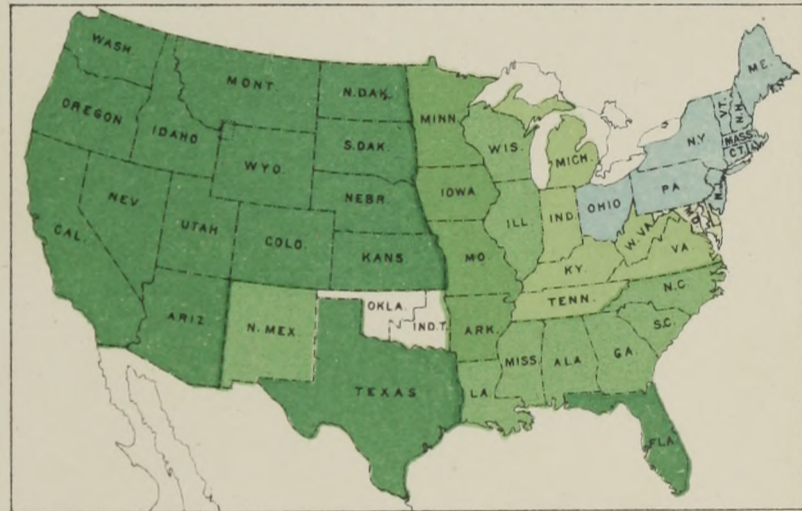 WASH.
MONT.
N.DAK.
MINN.
ME.
VT.
N.H.
OREGON
IDAHO
S.DAK.
WIS.
MICH.
N.Y.
MASS.
CT.
WYO.
NEBR.
IOWA
PA.
N.J.
NEV.
UTAH
COLO.
ILL.
IND.
OHIO
W.VA.
MD.
CAL.
KANS.
MO.
KY.
VA.
ARIZ.
N.MEX.
OKLA.
IND.T.
ARK.
TENN.
N.C.
S.C.
TEXAS
LA.
MISS.
ALA.
GA.
FLA.